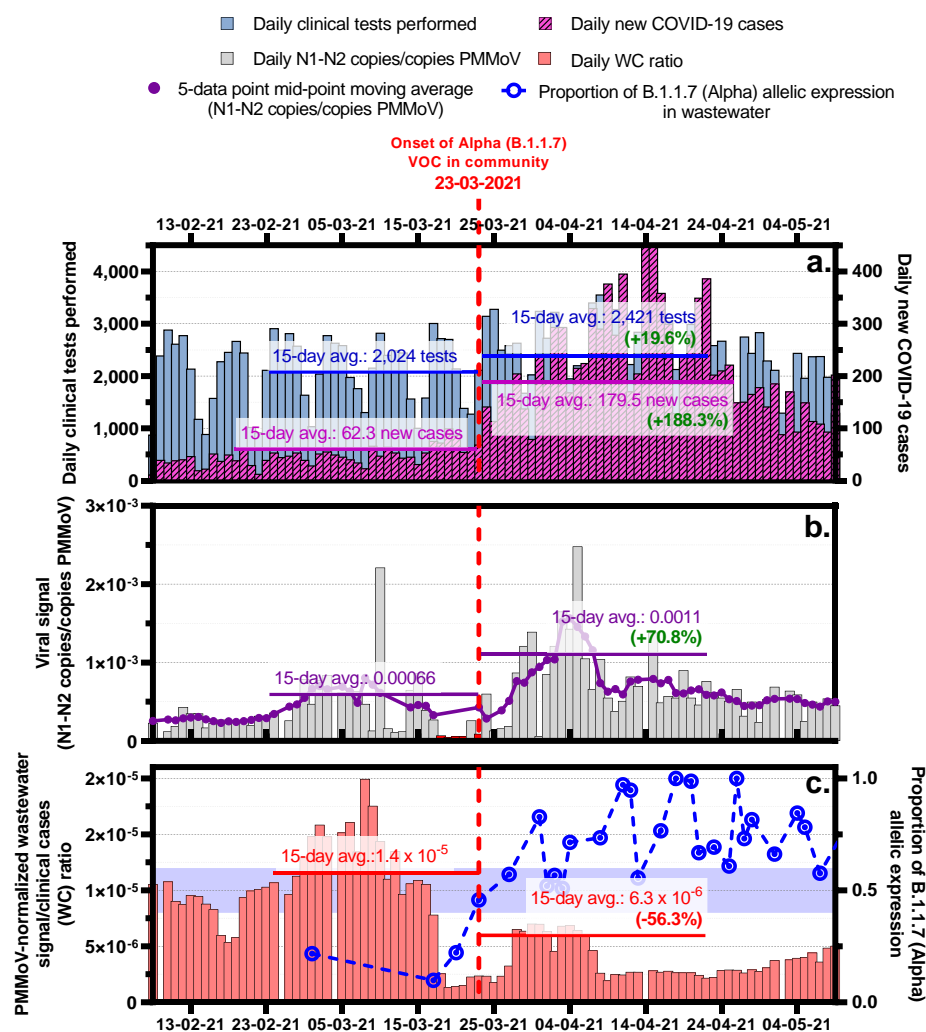 Daily clinical tests performed
Daily new COVID-19 cases
Daily N1-N2 copies/copies PMMoV
Daily WC ratio
5-data point mid-point moving average
(N1-N2 copies/copies PMMoV)
Proportion of B.1.1.7 (Alpha) allelic expression
in wastewater
Onset of Alpha (B.1.1.7)
VOC in community
23-03-2021
13-02-21 23-02-21 05-03-21 15-03-21 25-03-21 04-04-21 14-04-21 24-04-21 04-05-21
a.
Daily clinical tests performed
4,000
3,000
2,000
1,000
0
15-day avg.: 2,024 tests
15-day avg.: 62.3 new cases
15-day avg.: 2,421 tests
(+19.6%)
15-day avg.: 179.5 new cases
(+188.3%)
400
300
200
100
0
Daily new COVID-19 cases
b.
Viral signal
(N1-N2 copies/copies PMMoV)
3×10⁻³
2×10⁻³
1×10⁻³
0
15-day avg.: 0.00066
15-day avg.: 0.0011
(+70.8%)
c.
PMMoV-normalized wastewater
signal/clinical cases
(WC) ratio
2×10⁻⁵
2×10⁻⁵
1×10⁻⁵
5×10⁻⁶
0
15-day avg.:1.4 x 10⁻⁵
15-day avg.: 6.3 x 10⁻⁶
(-56.3%)
1.0
0.5
0.0
Proportion of B.1.1.7 (Alpha)
allelic expression
13-02-21 23-02-21 05-03-21 15-03-21 25-03-21 04-04-21 14-04-21 24-04-21 04-05-21